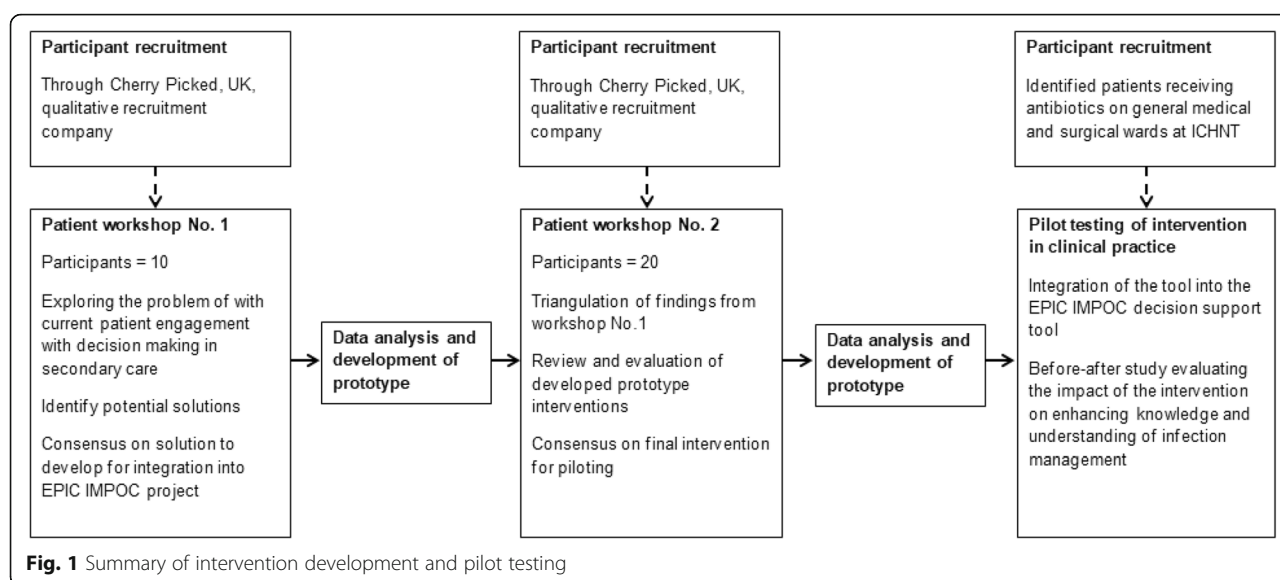 Participant recruitment
Through Cherry Picked, UK,
qualitative recruitment
company
Participant recruitment
Through Cherry Picked, UK,
qualitative recruitment
company
Participant recruitment
Identified patients receiving
antibiotics on general medical
and surgical wards at ICHNT
Patient workshop No. 1
Participants = 10
Exploring the problem of with
current patient engagement
with decision making in
secondary care
Identify potential solutions
Consensus on solution to
develop for integration into
EPIC IMPOC project
Data analysis and
development of
prototype
Patient workshop No. 2
Participants = 20
Triangulation of findings from
workshop No.1
Review and evaluation of
developed prototype
interventions
Consensus on final intervention
for piloting
Data analysis and
development of
prototype
Pilot testing of intervention
in clinical practice
Integration of the tool into the
EPIC IMPOC decision support
tool
Before-after study evaluating
the impact of the intervention
on enhancing knowledge and
understanding of infection
management
Fig. 1 Summary of intervention development and pilot testing